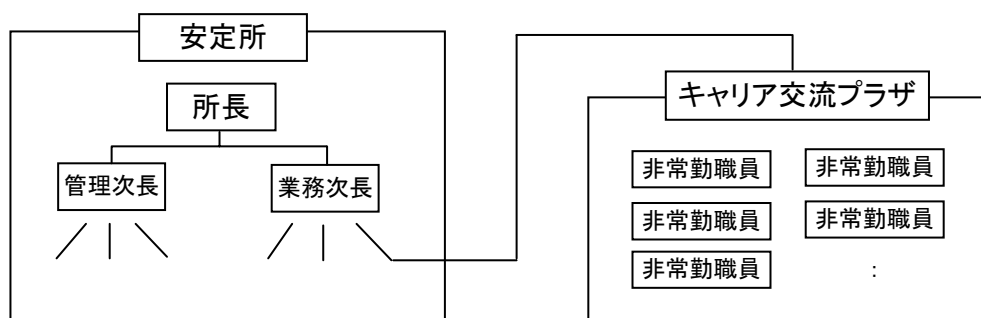 安定所
所長
管理次長
業務次長
キャリア交流プラザ
非常勤職員
非常勤職員
非常勤職員
非常勤職員
非常勤職員
: